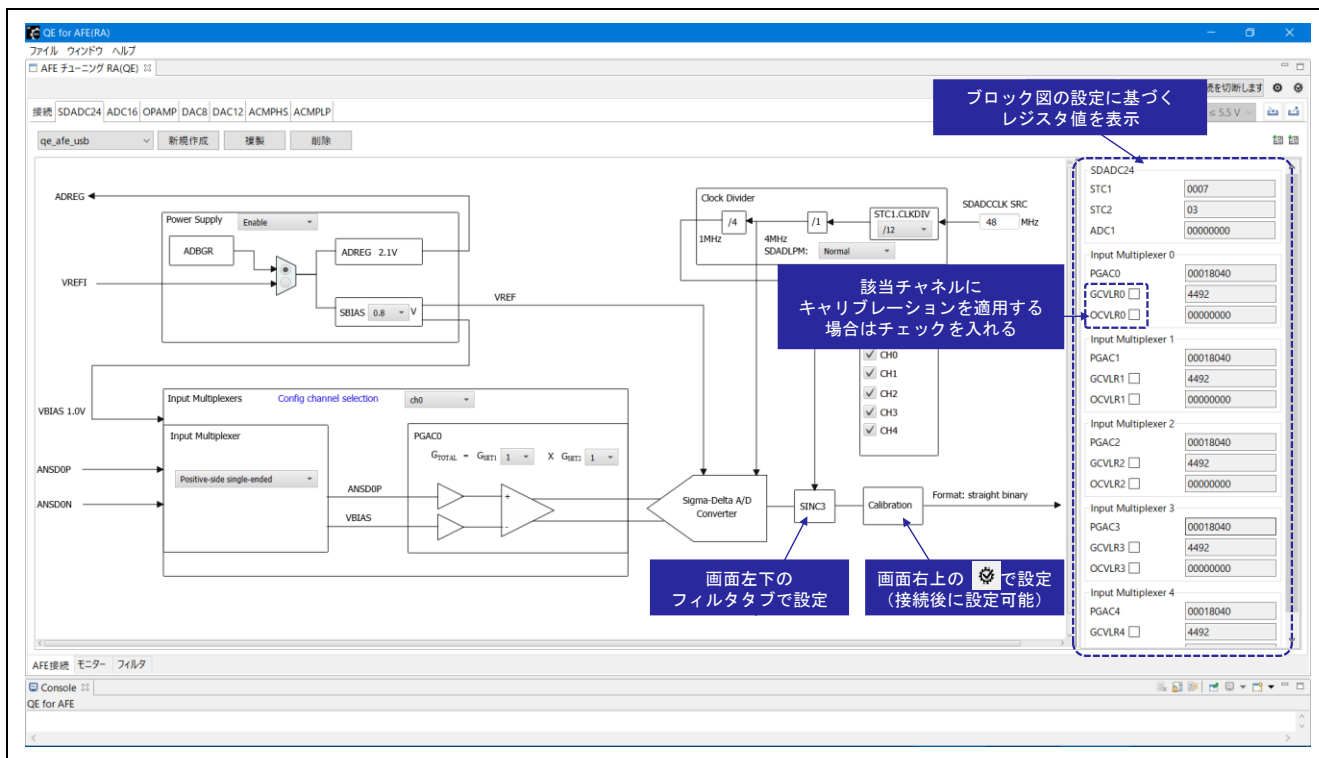 QE for AFE(RA)
ファイル ウィンドウ ヘルプ
AFE チューニング RA(QE)
続を切断します
接続 SDADC24 ADC16 OPAMP DAC8 DAC12 ACMPHS ACMPLP
≤ 5.5 V
ブロック図の設定に基づく
レジスタ値を表示
qe_afe_usb 新規作成 複製 削除
ADREG
Power Supply Enable
ADBGR
ADREG 2.1V
VREFI
SBIAS 0.8 V
VREF
Clock Divider
/4
/1
STC1.CLKDIV
/12
SDADCCLK SRC
48 MHz
1MHz
4MHz
SDADLPM: Normal
該当チャネルに
キャリブレーションを適用する
場合はチェックを入れる
CH0
CH1
CH2
CH3
CH4
VBIAS 1.0V
Input Multiplexers Config channel selection ch0
Input Multiplexer
Positive-side single-ended
ANSD0P
ANSD0N
PGAC0
GTOTAL = GSET1 1 X GSET2 1
ANSD0P
VBIAS
+
-
Sigma-Delta A/D
Converter
SINC3
Calibration
Format: straight binary
画面左下の
フィルタタブで設定
画面右上の で設定
（接続後に設定可能）
SDADC24
STC1 0007
STC2 03
ADC1 00000000
Input Multiplexer 0
PGAC0 00018040
GCVLR0 4492
OCVLR0 00000000
Input Multiplexer 1
PGAC1 00018040
GCVLR1 4492
OCVLR1 00000000
Input Multiplexer 2
PGAC2 00018040
GCVLR2 4492
OCVLR2 00000000
Input Multiplexer 3
PGAC3 00018040
GCVLR3 4492
OCVLR3 00000000
Input Multiplexer 4
PGAC4 00018040
GCVLR4 4492
AFE接続 モニター フィルタ
Console
QE for AFE